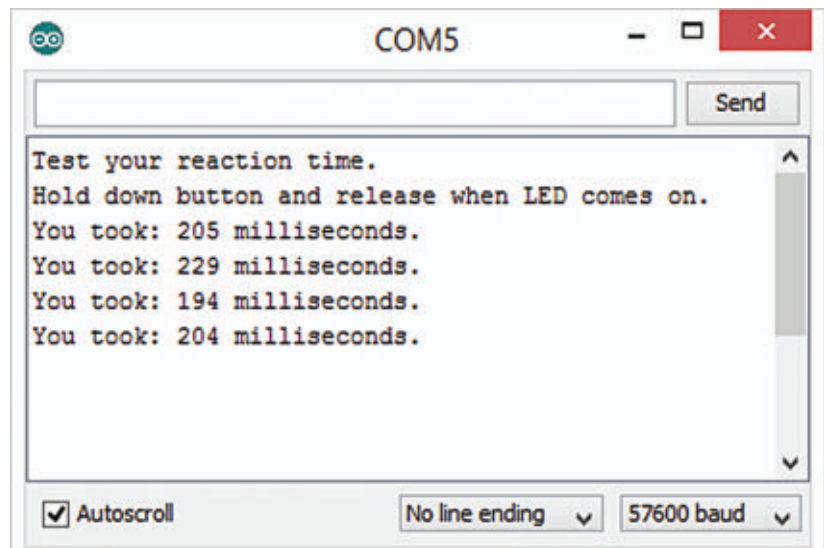 COM5
Send
Test your reaction time.
Hold down button and release when LED comes on.
You took: 205 milliseconds.
You took: 229 milliseconds.
You took: 194 milliseconds.
You took: 204 milliseconds.
Autoscroll
No line ending
57600 baud